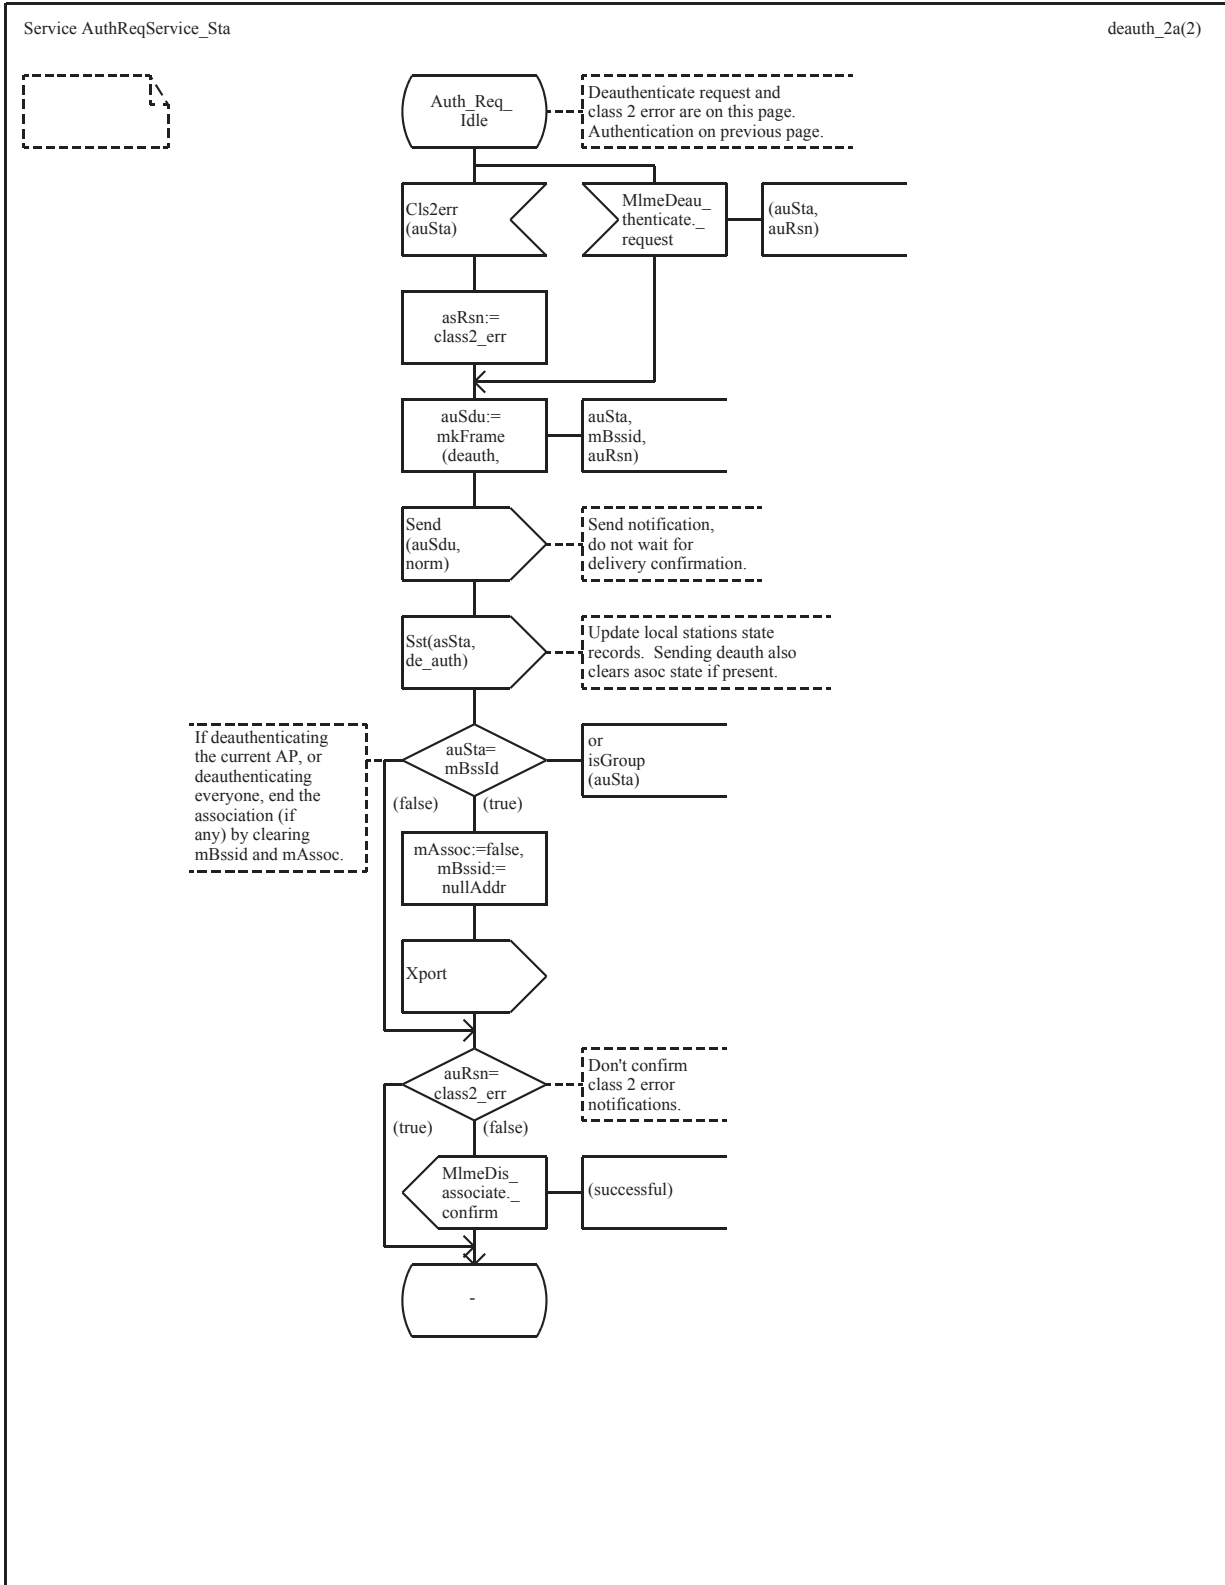 Service AuthReqService_Sta
deauth_2a(2)
Auth_Req_
Idle
Deauthenticate request and
class 2 error are on this page.
Authentication on previous page.
Cls2err
(auSta)
MlmeDeau_
thenticate._
request
(auSta,
auRsn)
asRsn:=
class2_err
auSdu:=
mkFrame
(deauth,
auSta,
mBssid,
auRsn)
Send
(auSdu,
norm)
Send notification,
do not wait for
delivery confirmation.
Sst(asSta,
de_auth)
Update local stations state
records.  Sending deauth also
clears asoc state if present.
If deauthenticating
the current AP, or
deauthenticating
everyone, end the
association (if
any) by clearing
mBssid and mAssoc.
auSta=
mBssId
or
isGroup
(auSta)
(false)
(true)
mAssoc:=false,
mBssid:=
nullAddr
Xport
auRsn=
class2_err
Don't confirm
class 2 error
notifications.
(true)
(false)
MlmeDis_
associate._
confirm
(successful)
-